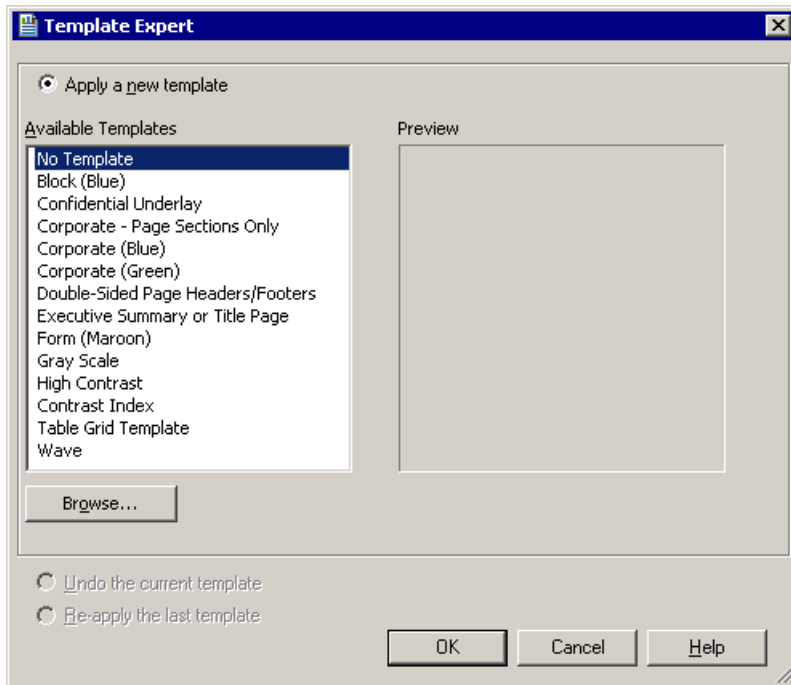 Template Expert
Apply a new template
Available Templates
Preview
No Template
Block (Blue)
Confidential Underlay
Corporate - Page Sections Only
Corporate (Blue)
Corporate (Green)
Double-Sided Page Headers/Footers
Executive Summary or Title Page
Form (Maroon)
Gray Scale
High Contrast
Contrast Index
Table Grid Template
Wave
Browse...
Undo the current template
Re-apply the last template
OK Cancel Help